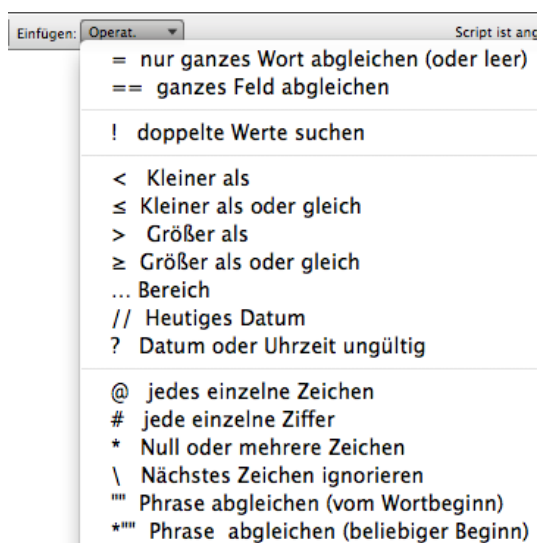 Einfügen: Operat. Script ist ang
= nur ganzes Wort abgleichen (oder leer)
== ganzes Feld abgleichen
! doppelte Werte suchen
< Kleiner als
≤ Kleiner als oder gleich
> Größer als
≥ Größer als oder gleich
... Bereich
// Heutiges Datum
? Datum oder Uhrzeit ungültig
@ jedes einzelne Zeichen
# jede einzelne Ziffer
* Null oder mehrere Zeichen
\ Nächstes Zeichen ignorieren
"" Phrase abgleichen (vom Wortbeginn)
*"" Phrase abgleichen (beliebiger Beginn)